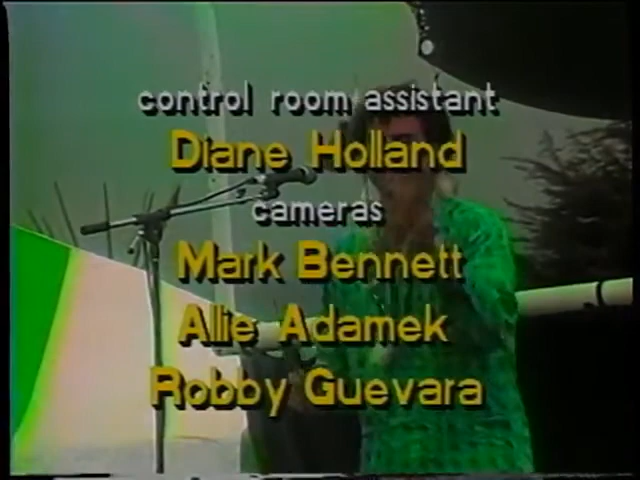 control room assistant
Diane Holland
cameras
Mark Bennett
Allie Adamek
Robby Guevara